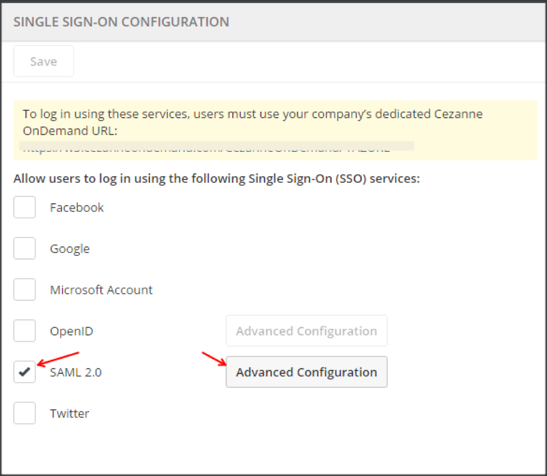 SINGLE SIGN-ON CONFIGURATION
Save
To log in using these services, users must use your company's dedicated Cezanne
OnDemand URL:
Allow users to log in using the following Single Sign-On (SSO) services:
Facebook
Google
Microsoft Account
OpenID Advanced Configuration
SAML 2.0 Advanced Configuration
Twitter